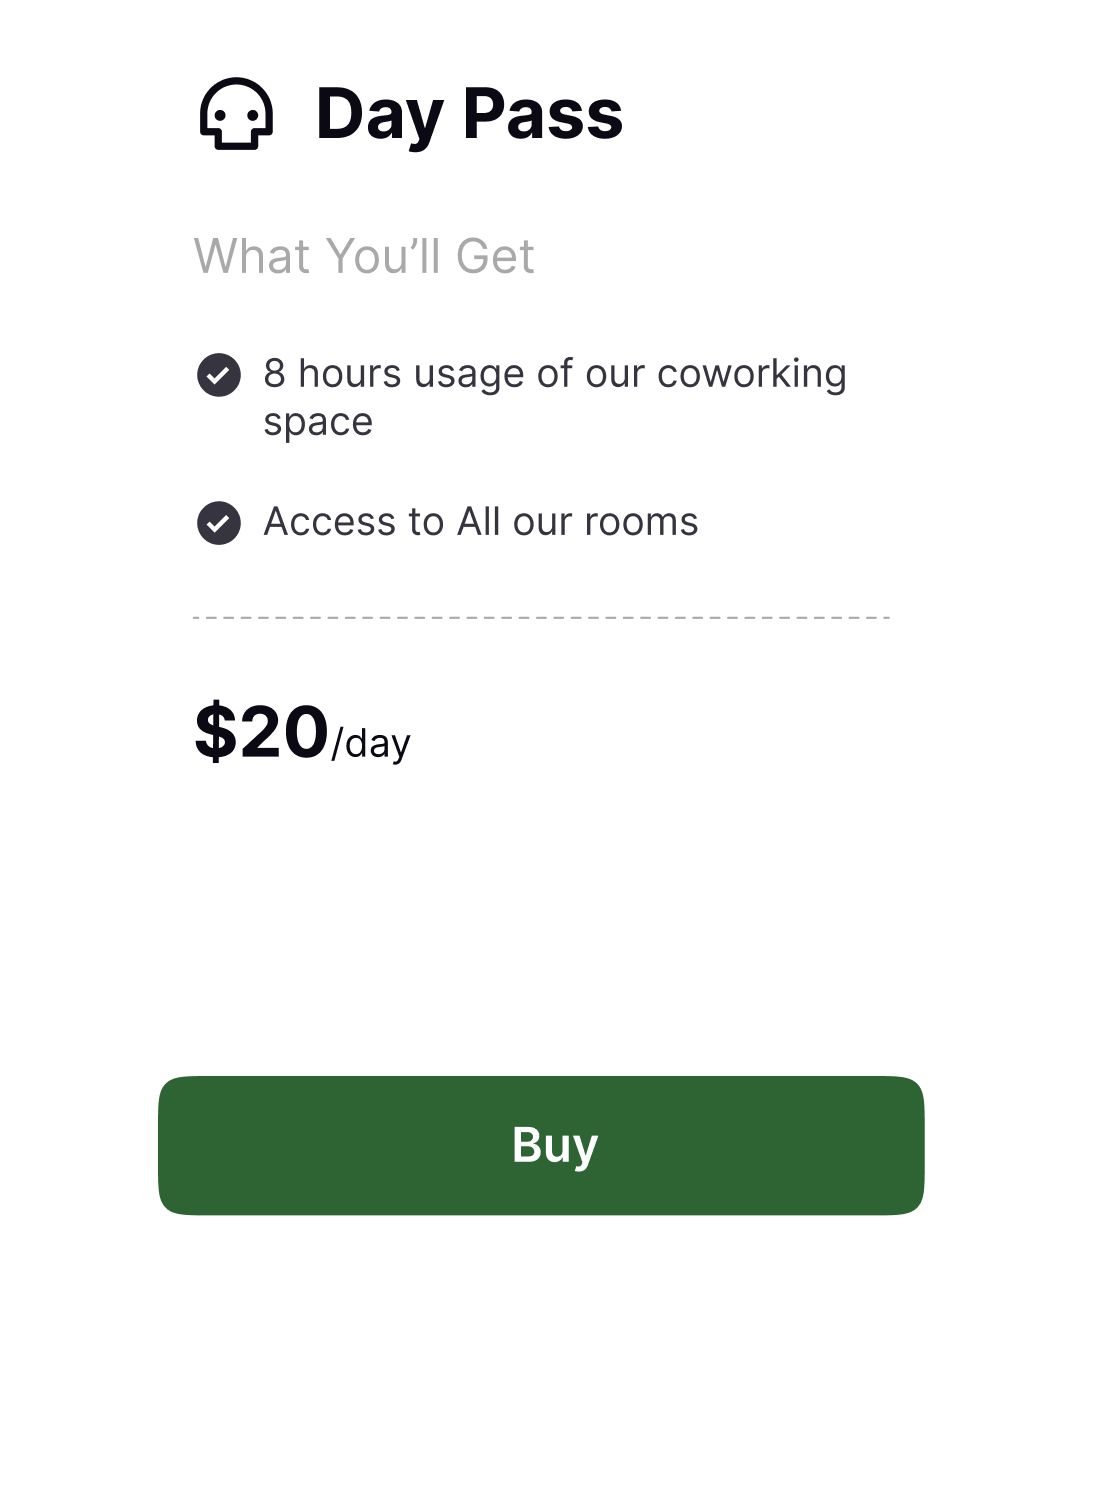 Day Pass
What You’ll Get
8 hours usage of our coworking
space
Access to All our rooms
$20/day
Buy